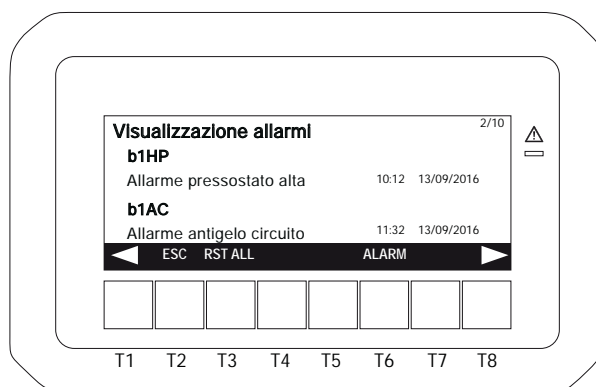 Visualizzazione allarmi 2/10
b1HP
Allarme pressostato alta 10:12 13/09/2016
b1AC
Allarme antigelo circuito 11:32 13/09/2016
ESC RST ALL ALARM
T1 T2 T3 T4 T5 T6 T7 T8